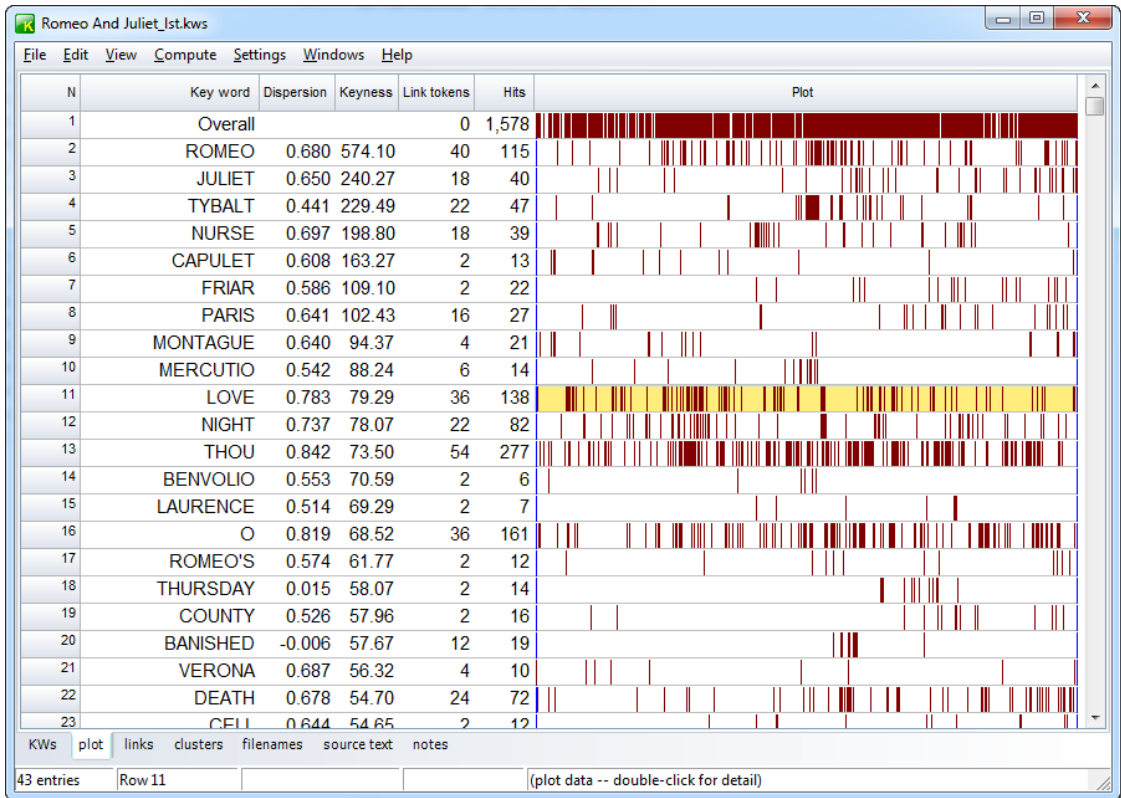 Romeo And Juliet_lst.kws
File Edit View Compute Settings Windows Help
N Key word Dispersion Keyness Link tokens Hits Plot
1 Overall 0 1,578
2 ROMEO 0.680 574.10 40 115
3 JULIET 0.650 240.27 18 40
4 TYBALT 0.441 229.49 22 47
5 NURSE 0.697 198.80 18 39
6 CAPULET 0.608 163.27 2 13
7 FRIAR 0.586 109.10 2 22
8 PARIS 0.641 102.43 16 27
9 MONTAGUE 0.640 94.37 4 21
10 MERCUTIO 0.542 88.24 6 14
11 LOVE 0.783 79.29 36 138
12 NIGHT 0.737 78.07 22 82
13 THOU 0.842 73.50 54 277
14 BENVOLIO 0.553 70.59 2 6
15 LAURENCE 0.514 69.29 2 7
16 O 0.819 68.52 36 161
17 ROMEO'S 0.574 61.77 2 12
18 THURSDAY 0.015 58.07 2 14
19 COUNTY 0.526 57.96 2 16
20 BANISHED -0.006 57.67 12 19
21 VERONA 0.687 56.32 4 10
22 DEATH 0.678 54.70 24 72
23 CELL 0.644 54.65 2 12
KWs plot links clusters filenames source text notes
43 entries Row 11 (plot data -- double-click for detail)